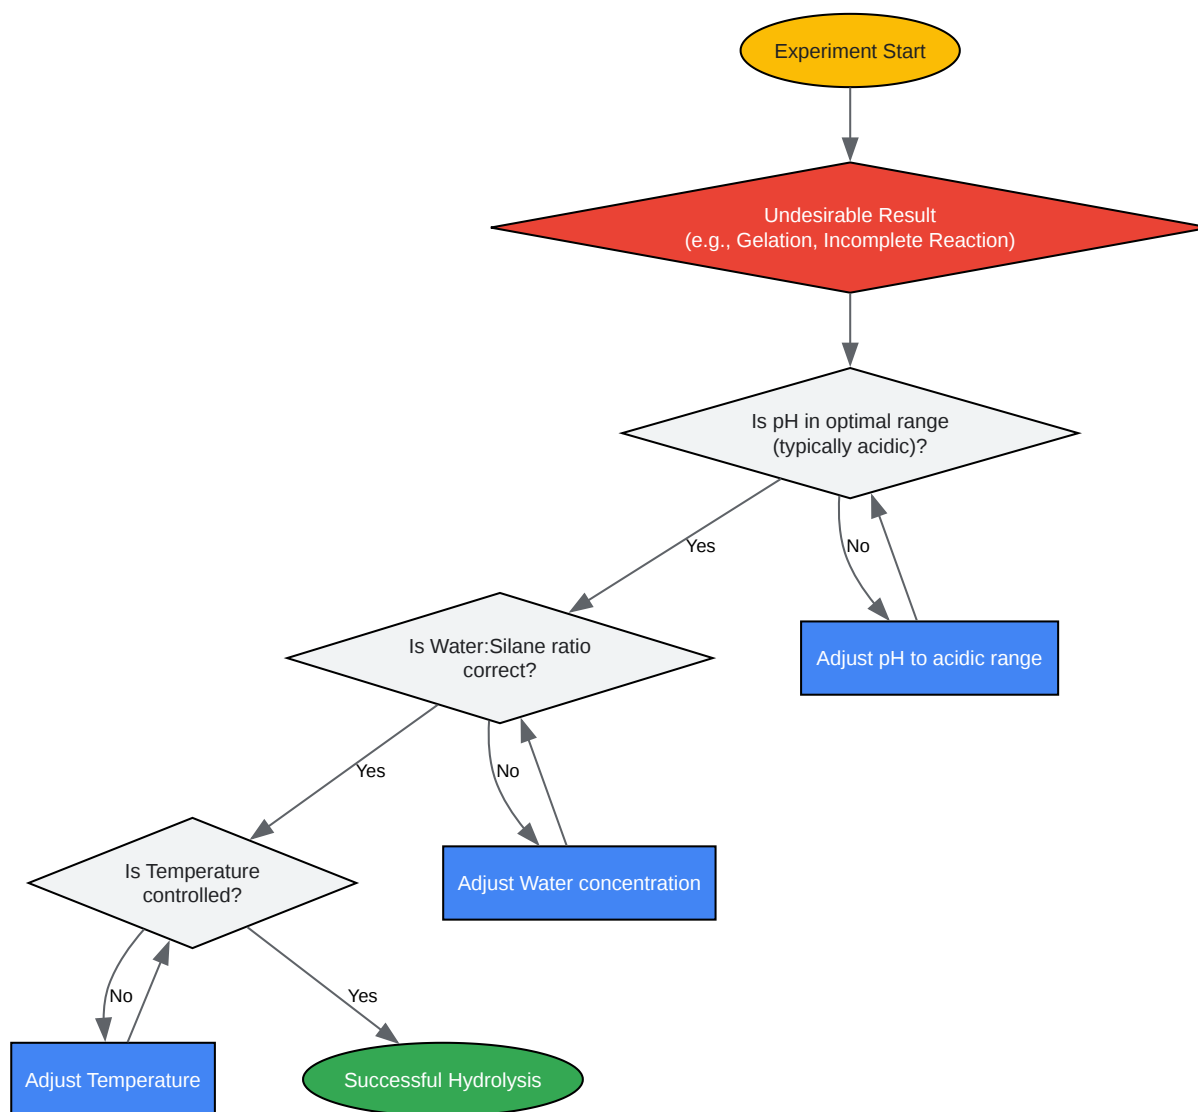 Experiment Start
Undesirable Result
(e.g., Gelation, Incomplete Reaction)
Is pH in optimal range
(typically acidic)?
Yes
No
Is Water:Silane ratio
correct?
Adjust pH to acidic range
Yes
No
Is Temperature
controlled?
Adjust Water concentration
No
Yes
Adjust Temperature
Successful Hydrolysis